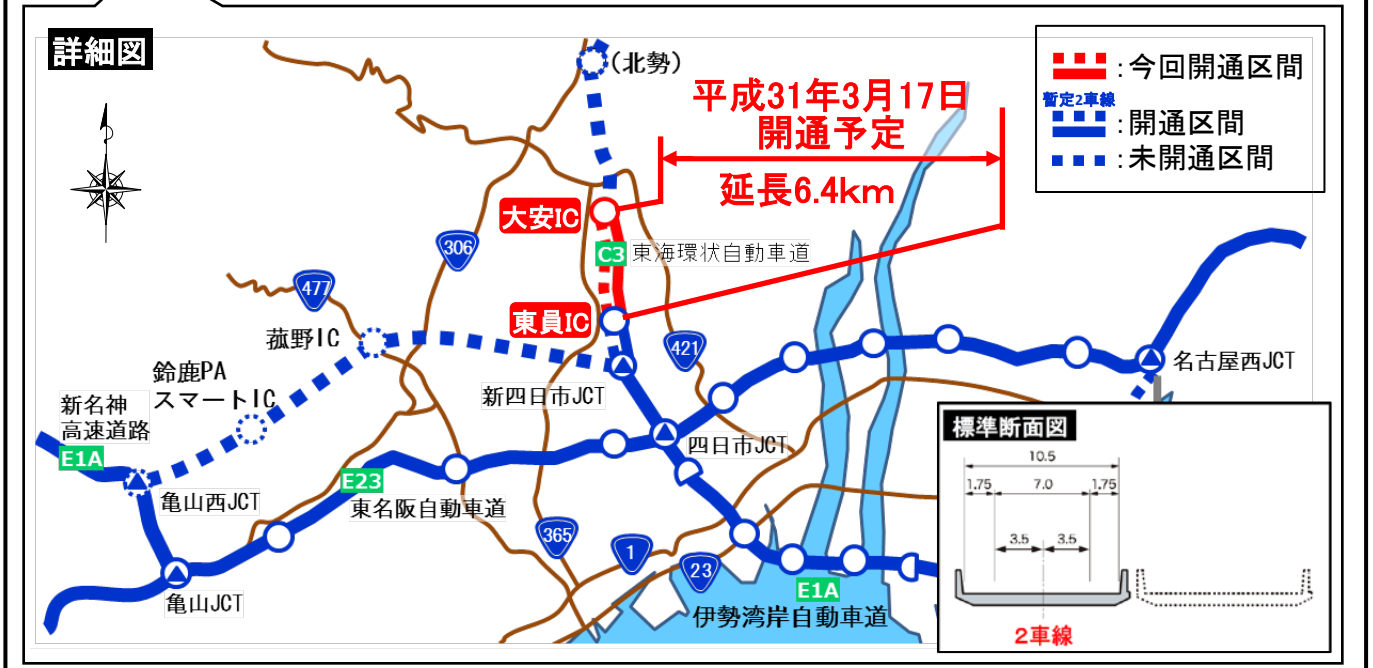 詳細図
(北勢)
平成31年3月17日
開通予定
延長6.4km
:今回開通区間
暫定2車線
:開通区間
:未開通区間
大安IC
C3
東海環状自動車道
306
477
東員IC
421
菰野IC
鈴鹿PA
スマートIC
新四日市JCT
名古屋西JCT
新名神
高速道路
E1A
四日市JCT
E23
亀山西JCT
東名阪自動車道
365
1
23
亀山JCT
E1A
伊勢湾岸自動車道
標準断面図
10.5
1.75
7.0
1.75
3.5
3.5
2車線